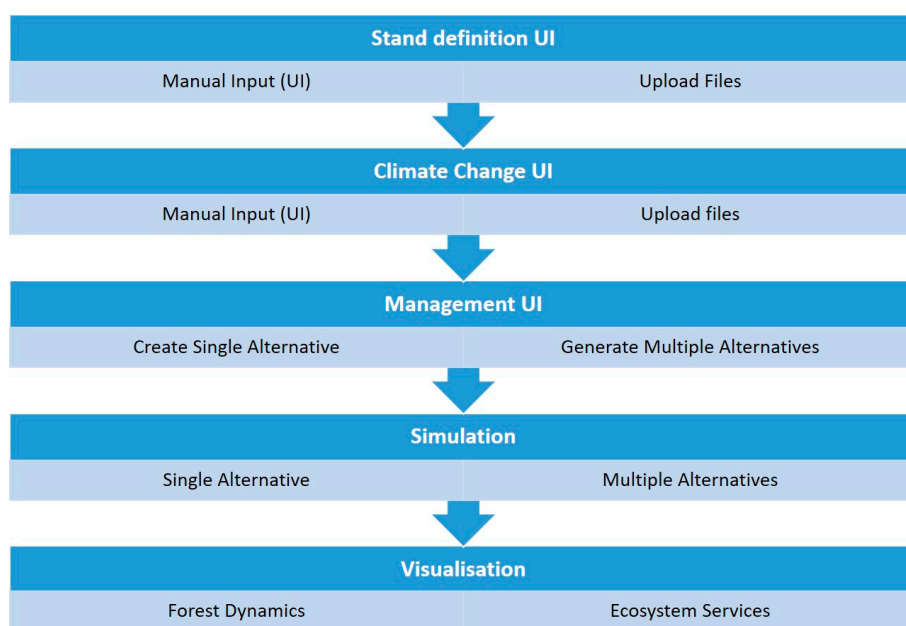 Stand definition UI
Manual Input (UI)
Upload Files
Climate Change UI
Manual Input (UI)
Upload files
Management UI
Create Single Alternative
Generate Multiple Alternatives
Simulation
Single Alternative
Multiple Alternatives
Visualisation
Forest Dynamics
Ecosystem Services